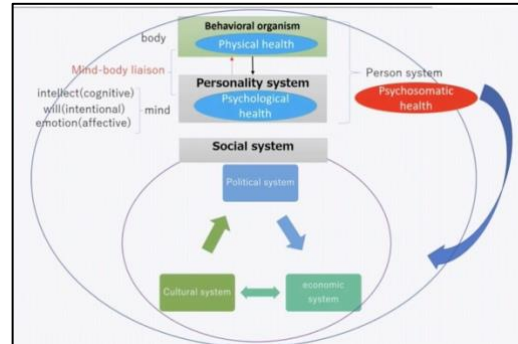 Behavioral organism
body
Physical health
Mind-body liaison
Person system
intellect(cognitive)
will(intentional)
emotion(affective)
mind
Personality system
Psychological
health
Psychosomatic
health
Social system
Political system
Cultural system
economic
system